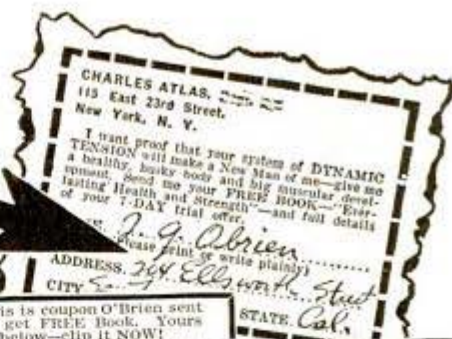 CHARLES ATLAS,
115 East 23rd Street,
New York, N. Y.
I want proof that your system of DYNAMIC
TENSION will make a New Man of me—give me
a healthy, husky body and big muscular devel-
opment. Send me your FREE BOOK—"Ever-
lasting Health and Strength"—and full details
of your 7-DAY trial offer.
J. G. Obrien
(Please print or write plainly)
ADDRESS. 204 Ellsworth Street
CITY
STATE. Cal.
is is coupon O'Brien sent
get FREE Book. Yours
below—clip it NOW!